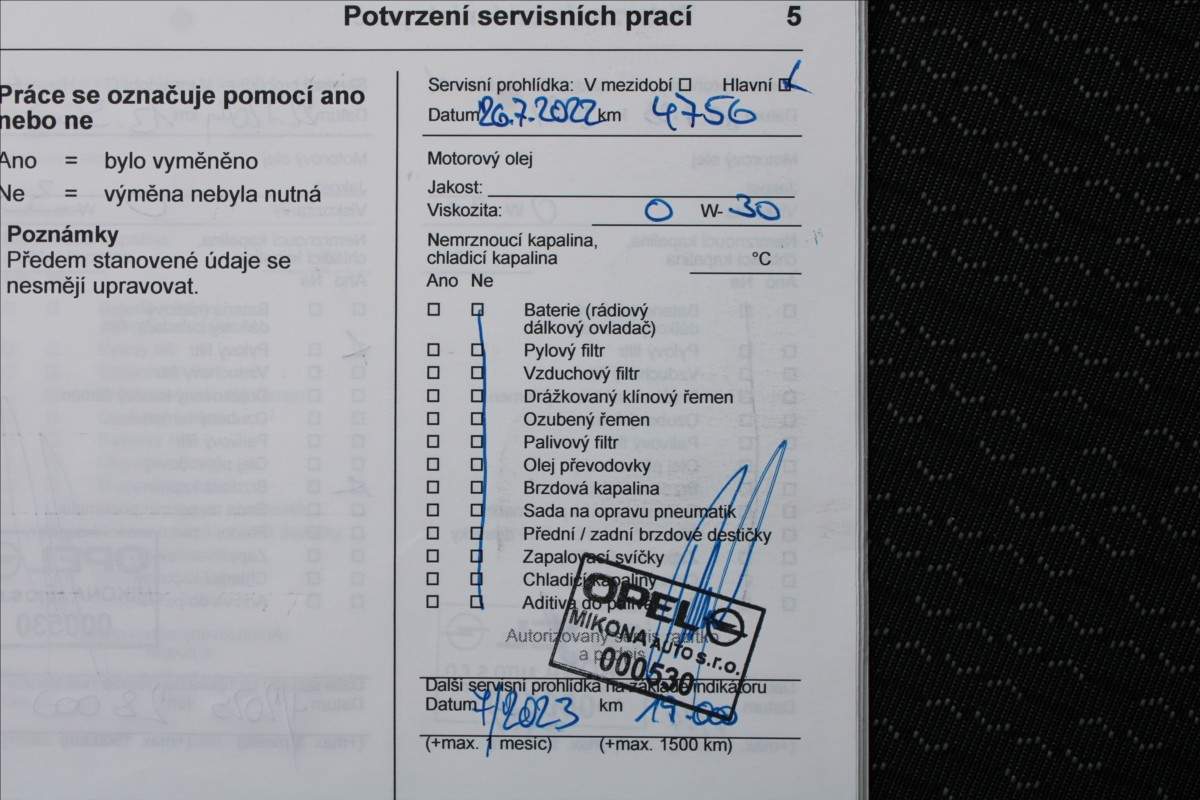 Potvrzení servisních prací 5
Práce se označuje pomocí ano
nebo ne
Ano = bylo vyměněno
Ne = výměna nebyla nutná
Poznámky
Předem stanovené údaje se
nesmějí upravovat.
Servisní prohlídka: V mezidobí Hlavní
Datum 26.7.2022 km 4756
Motorový olej
Jakost:
Viskozita: 0 W- 30
Nemrznoucí kapalina,
chladicí kapalina °C
Ano Ne
Baterie (rádiový
dálkový ovladač)
Pylový filtr
Vzduchový filtr
Drážkovaný klínový řemen
Ozubený řemen
Palivový filtr
Olej převodovky
Brzdová kapalina
Sada na opravu pneumatik
Přední / zadní brzdové destičky
Zapalovací svíčky
Chladicí kapaliny
Aditiva do paliva
OPEL
MIKONA AUTO s.r.o.
000530
Autorizovaný servis razítko
a podpis
Další servisní prohlídka na základě indikátoru
Datum 7/2023 km 19.000
(+max. 1 měsíc) (+max. 1500 km)